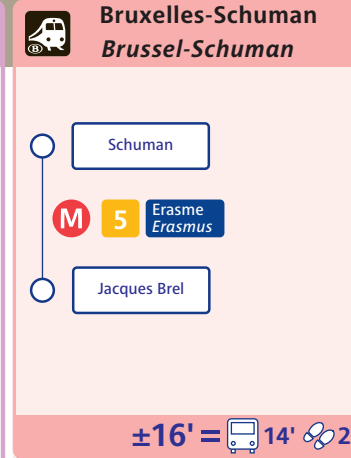 Bruxelles-Schuman
Brussel-Schuman
B
Schuman
M 5 Erasme
Erasmus
Jacques Brel
±16' = 14' 2